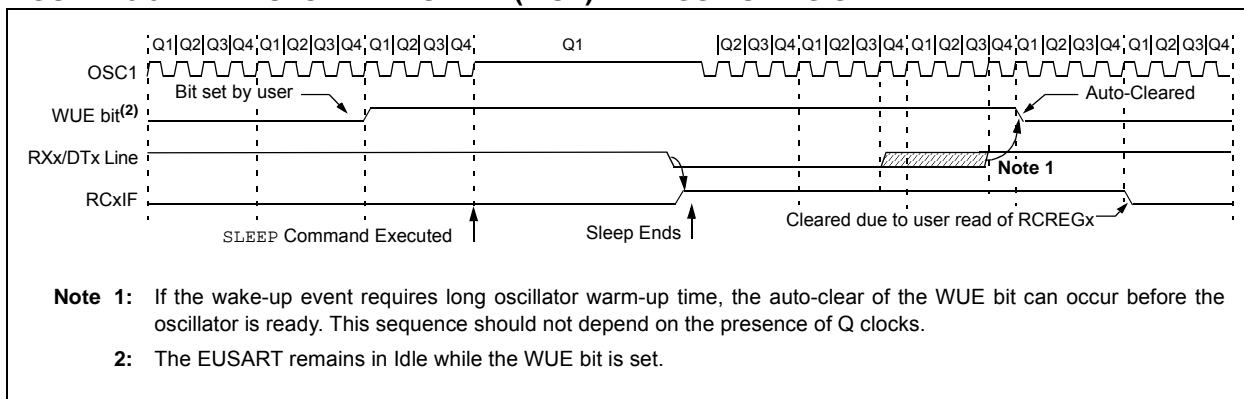 Q1 Q2 Q3 Q4 Q1 Q2 Q3 Q4 Q1 Q2 Q3 Q4 Q1 Q2 Q3 Q4 Q1 Q2 Q3 Q4 Q1 Q2 Q3 Q4 Q1 Q2 Q3 Q4
OSC1
Bit set by user
Auto-Cleared
WUE bit(2)
RXx/DTx Line
Note 1
RCxIF
Cleared due to user read of RCREGx
SLEEP Command Executed
Sleep Ends
Note 1: If the wake-up event requires long oscillator warm-up time, the auto-clear of the WUE bit can occur before the
oscillator is ready. This sequence should not depend on the presence of Q clocks.
2: The EUSART remains in Idle while the WUE bit is set.